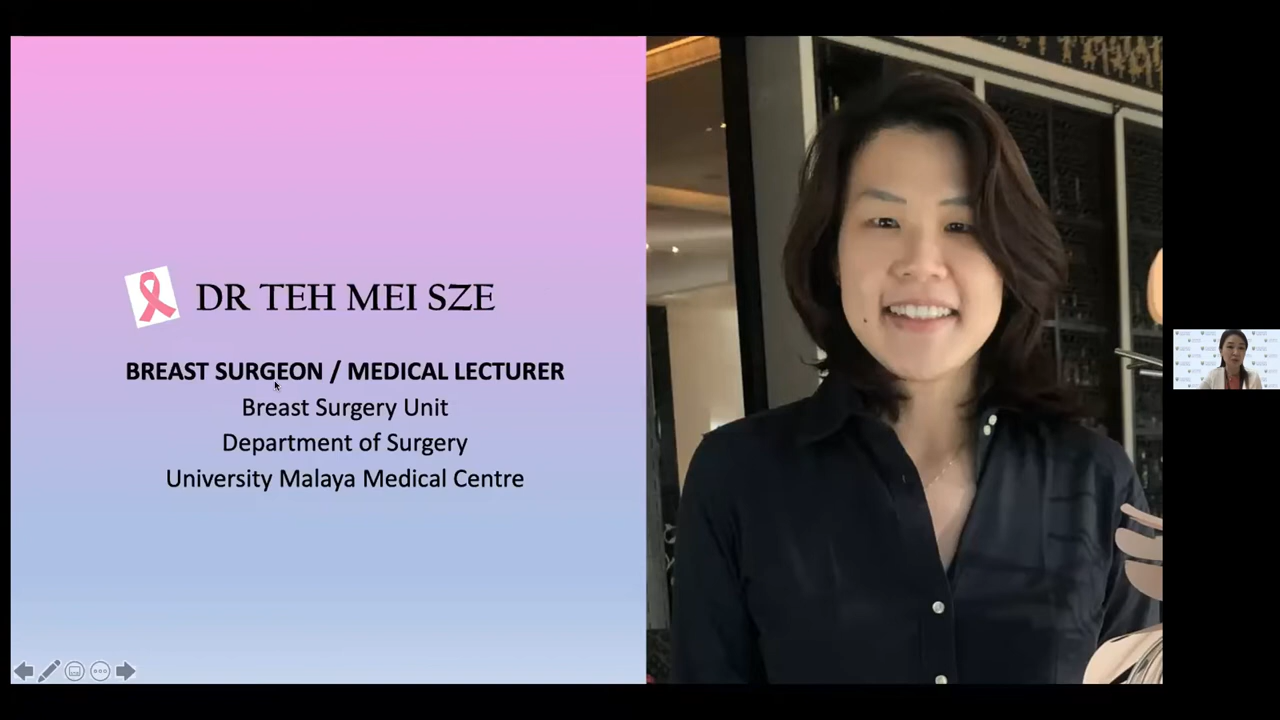 DR TEH MEI SZE
BREAST SURGEON / MEDICAL LECTURER
Breast Surgery Unit
Department of Surgery
University Malaya Medical Centre